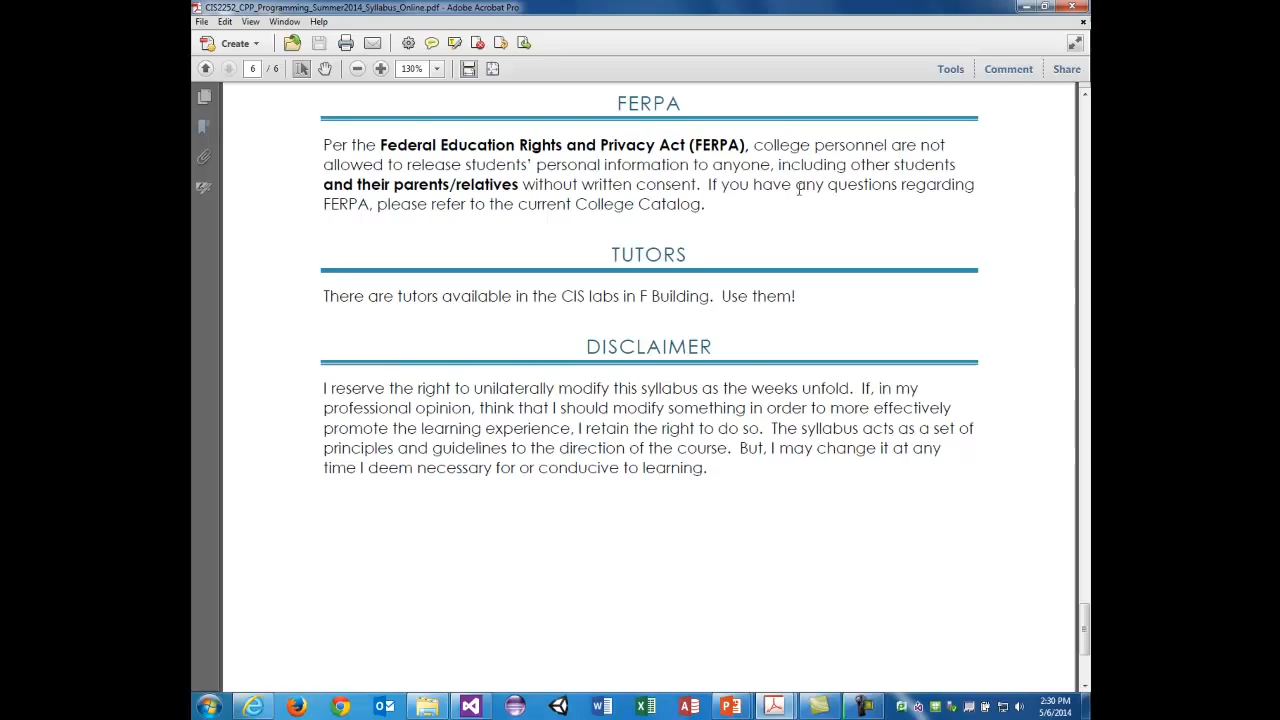 CIS2252_CPP_Programming_Summer2014_Syllabus_Online.pdf - Adobe Acrobat Pro
File Edit View Window Help
Create
6 / 6 130% Tools Comment Share
FERPA
Per the Federal Education Rights and Privacy Act (FERPA), college personnel are not
allowed to release students' personal information to anyone, including other students
and their parents/relatives without written consent. If you have any questions regarding
FERPA, please refer to the current College Catalog.
TUTORS
There are tutors available in the CIS labs in F Building. Use them!
DISCLAIMER
I reserve the right to unilaterally modify this syllabus as the weeks unfold. If, in my
professional opinion, think that I should modify something in order to more effectively
promote the learning experience, I retain the right to do so. The syllabus acts as a set of
principles and guidelines to the direction of the course. But, I may change it at any
time I deem necessary for or conducive to learning.
2:30 PM
5/6/2014